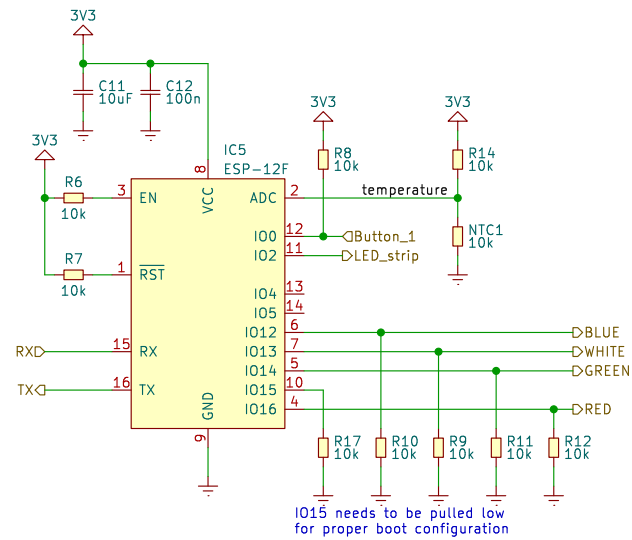 3V3
C11
10uF
C12
100n
3V3
3V3
3V3
IC5
ESP-12F
R8
10k
R14
10k
R6
10k
3
EN
8
VCC
ADC
2
temperature
NTC1
10k
IO0
12
Button_1
IO2
11
LED_strip
R7
10k
1
RST
IO4
13
IO5
14
IO12
6
BLUE
RX
15
RX
IO13
7
WHITE
IO14
5
GREEN
TX
16
TX
IO15
10
GND
9
IO16
4
RED
R17
10k
R10
10k
R9
10k
R11
10k
R12
10k
IO15 needs to be pulled low
for proper boot configuration